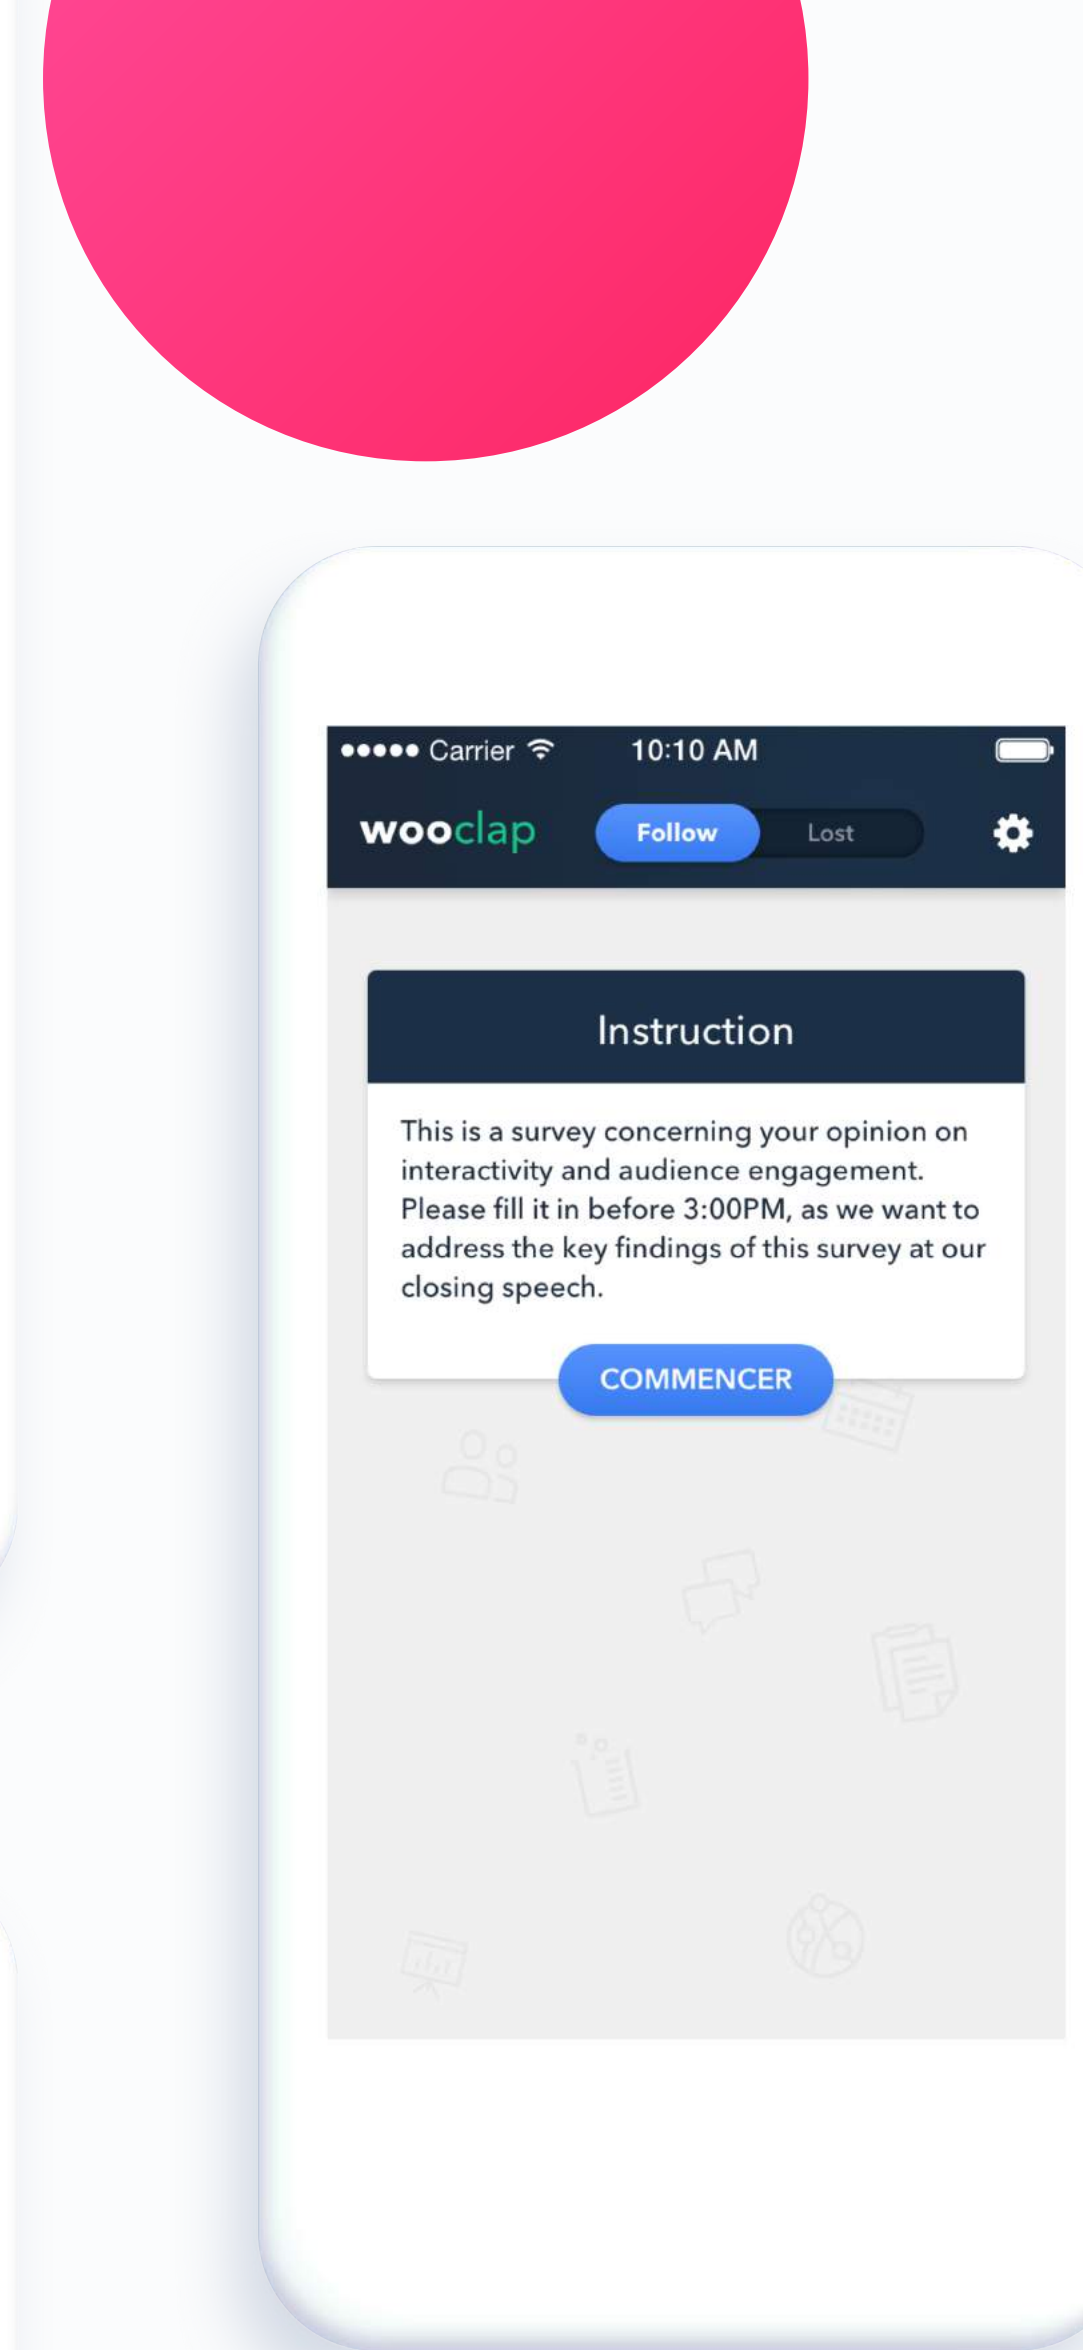 Carrier 10:10 AM
wooclap Follow Lost
Instruction
This is a survey concerning your opinion on
interactivity and audience engagement.
Please fill it in before 3:00PM, as we want to
address the key findings of this survey at our
closing speech.
COMMENCER